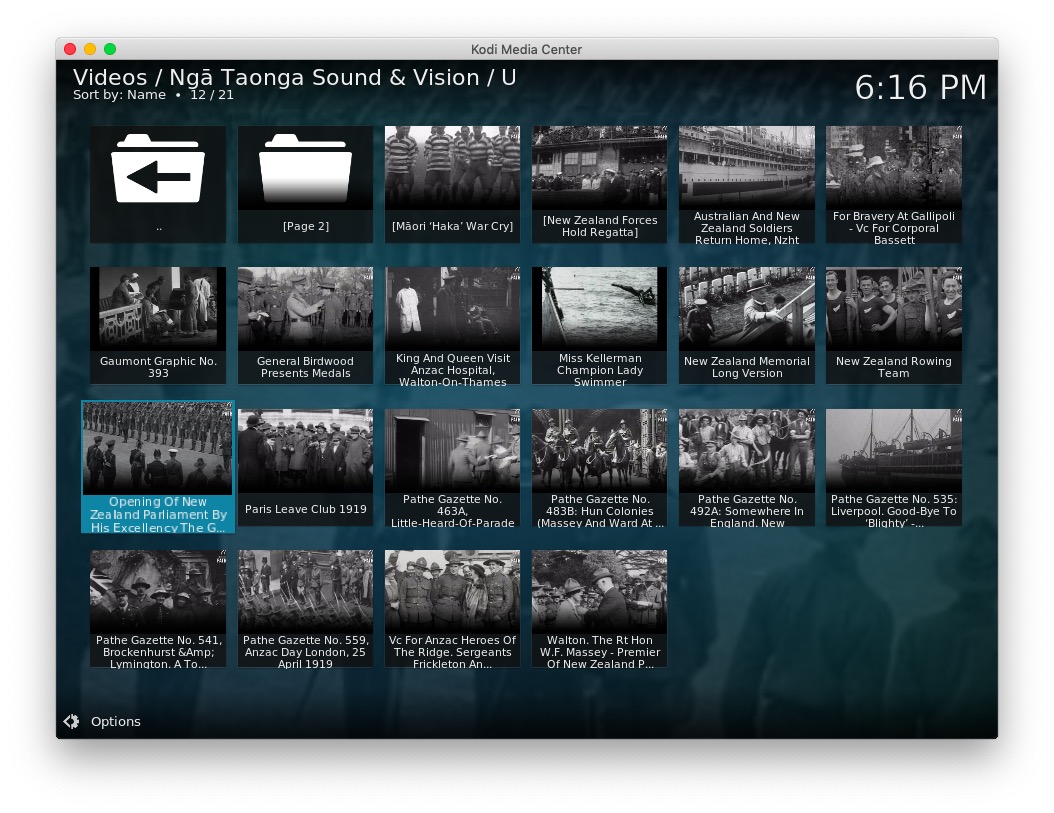 Kodi Media Center
Videos / Ngā Taonga Sound & Vision / U
Sort by: Name • 12 / 21
6:16 PM
..
[Page 2]
[Māori ‘Haka’ War Cry]
[New Zealand Forces
Hold Regatta]
Australian And New
Zealand Soldiers
Return Home, Nzht
For Bravery At Gallipoli
- Vc For Corporal
Bassett
Gaumont Graphic No.
393
General Birdwood
Presents Medals
King And Queen Visit
Anzac Hospital,
Walton-On-Thames
Miss Kellerman
Champion Lady
Swimmer
New Zealand Memorial
Long Version
New Zealand Rowing
Team
Opening Of New
Zealand Parliament By
His Excellency The G...
Paris Leave Club 1919
Pathe Gazette No.
463A,
Little-Heard-Of-Parade
Pathe Gazette No.
483B: Hun Colonies
(Massey And Ward At ...
Pathe Gazette No.
492A: Somewhere In
England. New
Pathe Gazette No. 535:
Liverpool. Good-Bye To
‘Blighty’ -...
Pathe Gazette No. 541,
Brockenhurst &Amp;
Lymington. A To...
Pathe Gazette No. 559,
Anzac Day London, 25
April 1919
Vc For Anzac Heroes Of
The Ridge. Sergeants
Frickleton An...
Walton. The Rt Hon
W.F. Massey - Premier
Of New Zealand P...
Options